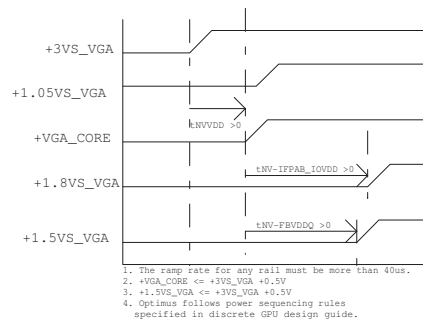 +3VS_VGA
+1.05VS_VGA
tNVVDD >0
+VGA_CORE
tNV-IFPAB_IOVDD >0
+1.8VS_VGA
tNV-FBVDDQ >0
+1.5VS_VGA
1. The ramp rate for any rail must be more than 40us.
2. +VGA_CORE <= +3VS_VGA +0.5V
3. +1.5VS_VGA <= +3VS_VGA +0.5V
4. Optimus follows power sequencing rules
specified in discrete GPU design guide.